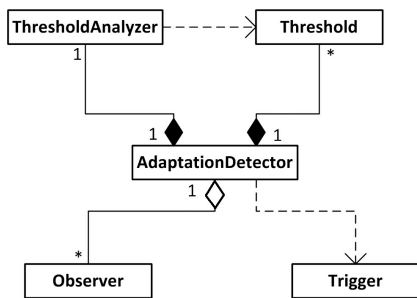 ThresholdAnalyzer
Threshold
1
*
1
1
AdaptationDetector
1
*
Observer
Trigger